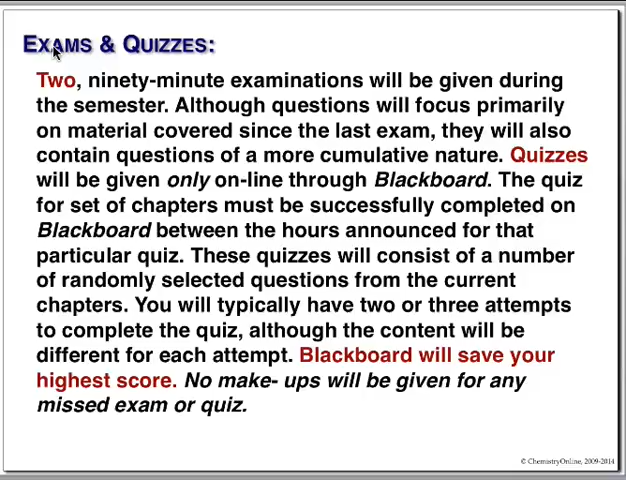 EXAMS & QUIZZES:
Two, ninety-minute examinations will be given during
the semester. Although questions will focus primarily
on material covered since the last exam, they will also
contain questions of a more cumulative nature. Quizzes
will be given only on-line through Blackboard. The quiz
for set of chapters must be successfully completed on
Blackboard between the hours announced for that
particular quiz. These quizzes will consist of a number
of randomly selected questions from the current
chapters. You will typically have two or three attempts
to complete the quiz, although the content will be
different for each attempt. Blackboard will save your
highest score. No make- ups will be given for any
missed exam or quiz.
© ChemistryOnline, 2009-2014